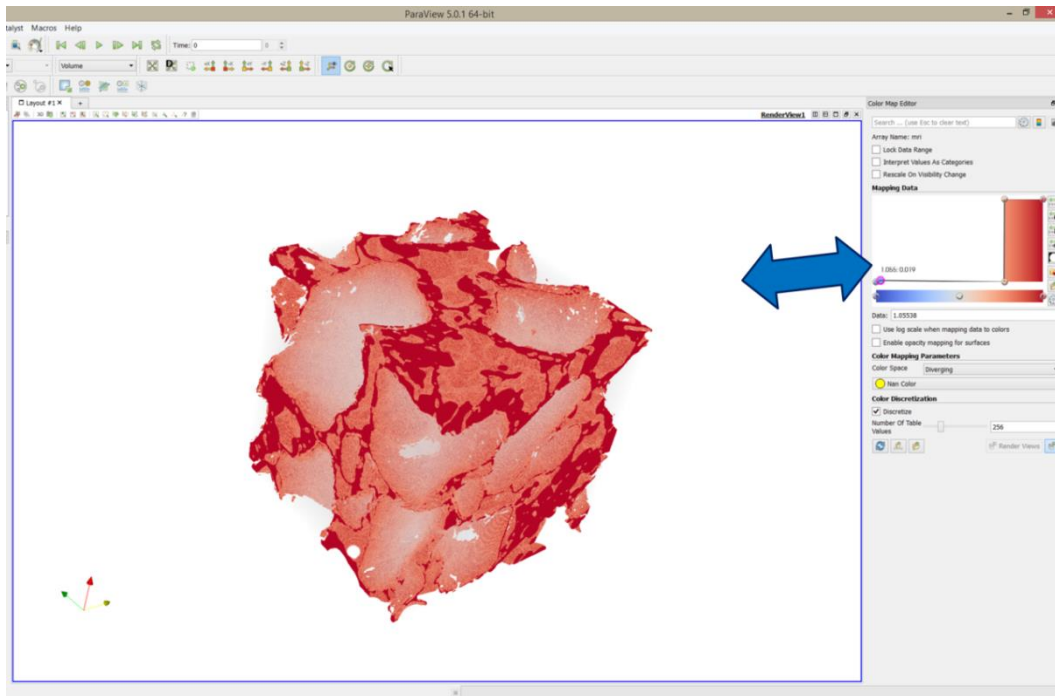 ParaView 5.0.1 64-bit
talyst Macros Help
Time: 0 0
Volume
Layout #1
RenderView1
Color Map Editor
Search ... (use Esc to clear text)
Array Name: mri
Lock Data Range
Interpret Values As Categories
Rescale On Visibility Change
Mapping Data
Data: 1.05538
Use log scale when mapping data to colors
Enable opacity mapping for surfaces
Color Mapping Parameters
Color Space Diverging
Nan Color
Color Discretization
Discretize
Number Of Table
Values
256
Render Views